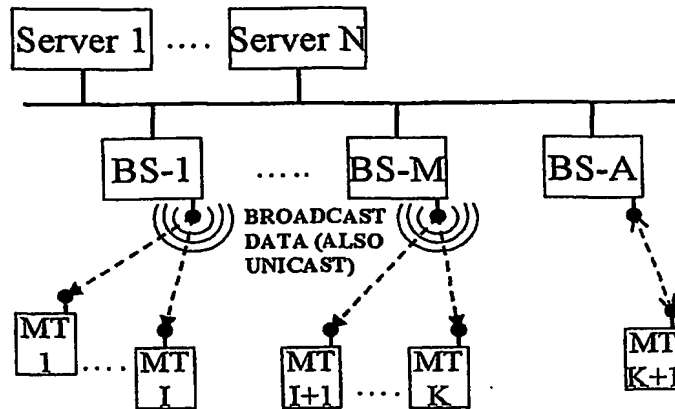 Server 1 .... Server N
BS-1 ..... BS-M BS-A
BROADCAST
DATA (ALSO
UNICAST)
MT
1
....
MT
I
MT
I+1
....
MT
K
MT
K+1